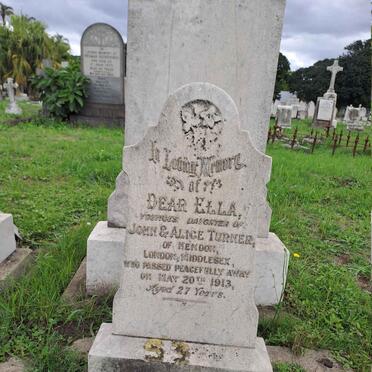 In Loving Memory
of
DEAR ELLA,
YOUNGEST DAUGHTER OF
JOHN & ALICE TURNER,
OF HENDON,
LONDON, MIDDLESEX,
WHO PASSED PEACEFULLY AWAY
ON MAY 20TH 1913,
Aged 27 Years.